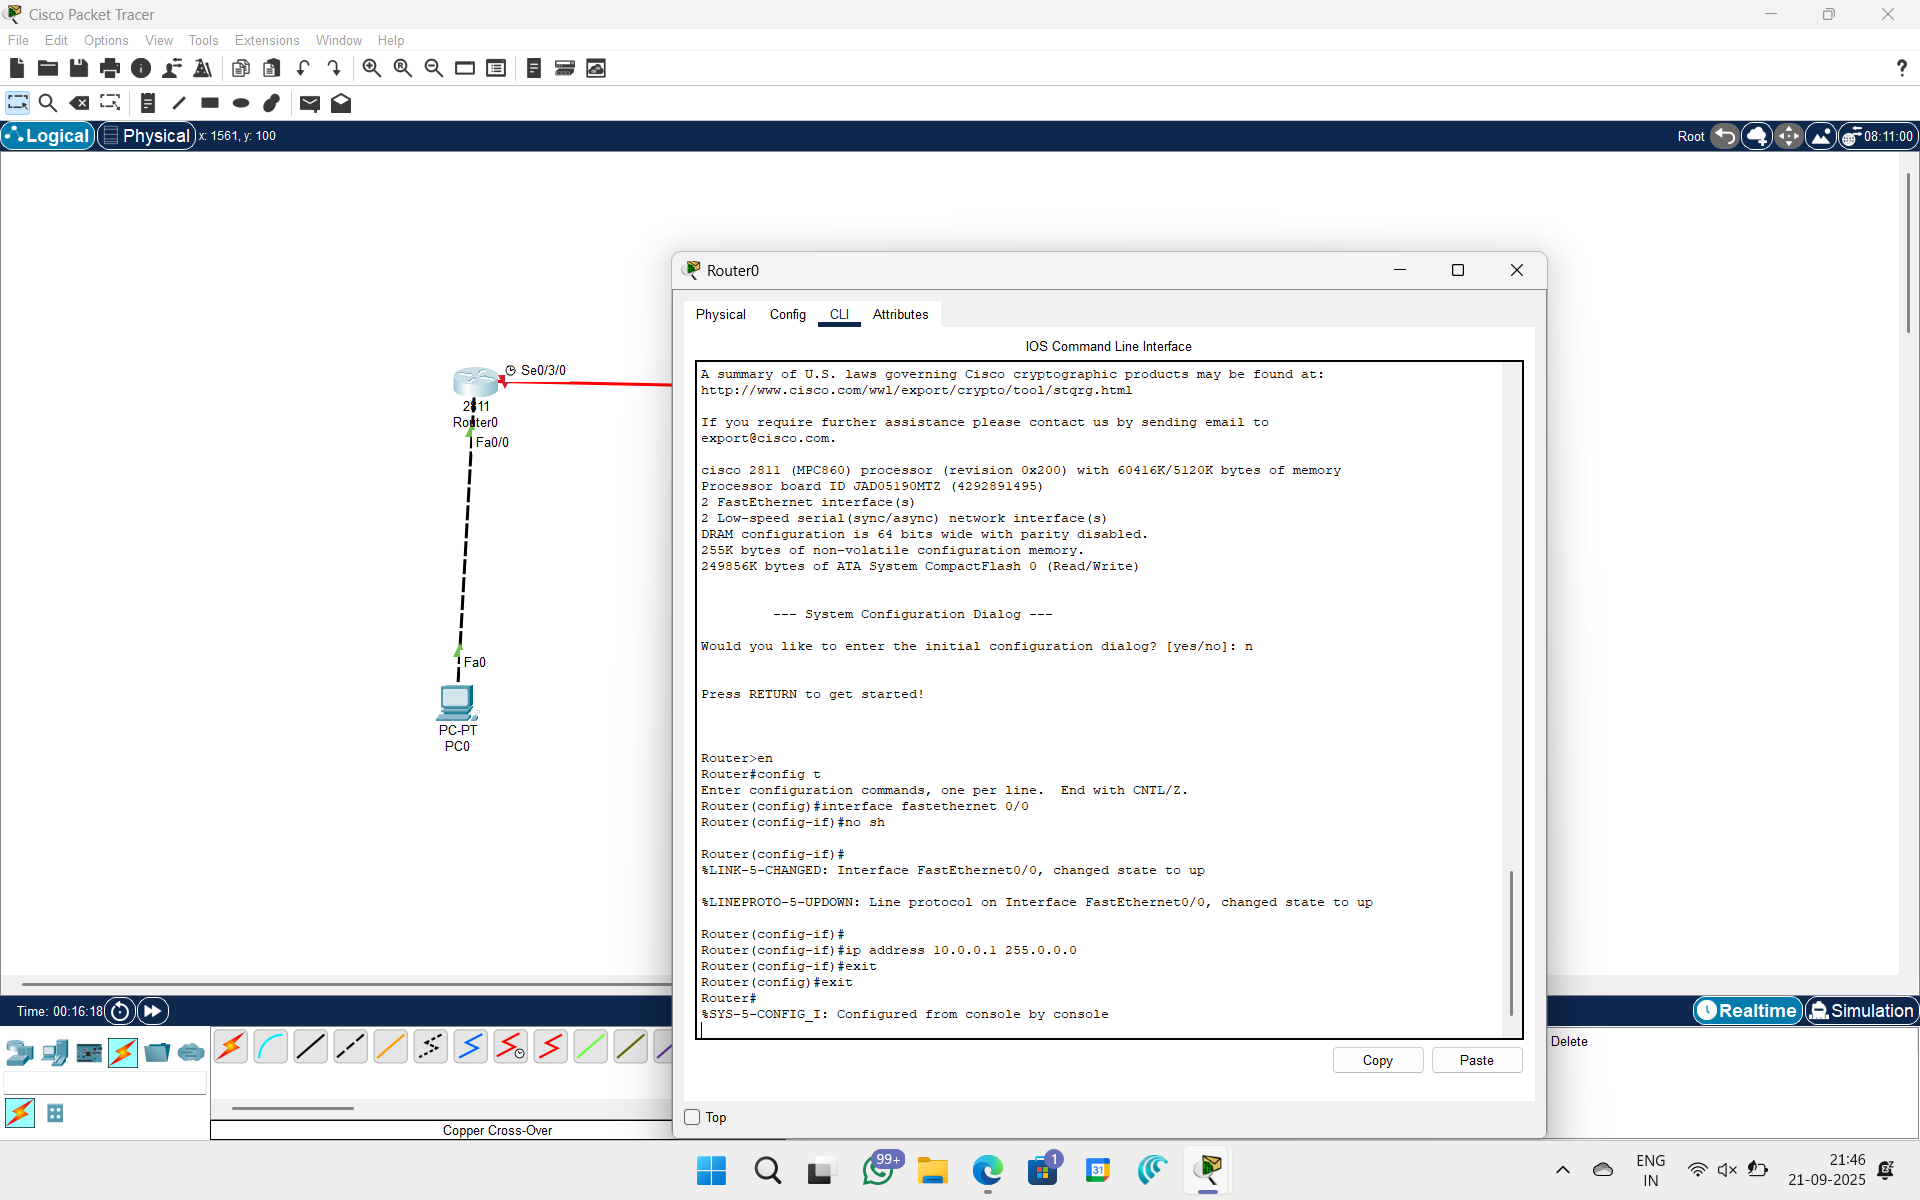 Cisco Packet Tracer
File Edit Options View Tools Extensions Window Help
?
Logical Physical x: 1561, y: 100
Root 08:11:00
Router0
Physical Config CLI Attributes
IOS Command Line Interface
A summary of U.S. laws governing Cisco cryptographic products may be found at:
http://www.cisco.com/wwl/export/crypto/tool/stqrg.html
If you require further assistance please contact us by sending email to
export@cisco.com.
cisco 2811 (MPC860) processor (revision 0x200) with 60416K/5120K bytes of memory
Processor board ID JAD05190MTZ (4292891495)
2 FastEthernet interface(s)
2 Low-speed serial(sync/async) network interface(s)
DRAM configuration is 64 bits wide with parity disabled.
255K bytes of non-volatile configuration memory.
249856K bytes of ATA System CompactFlash 0 (Read/Write)
--- System Configuration Dialog ---
Would you like to enter the initial configuration dialog? [yes/no]: n
Press RETURN to get started!
Router>en
Router#config t
Enter configuration commands, one per line.  End with CNTL/Z.
Router(config)#interface fastethernet 0/0
Router(config-if)#no sh
Router(config-if)#
%LINK-5-CHANGED: Interface FastEthernet0/0, changed state to up
%LINEPROTO-5-UPDOWN: Line protocol on Interface FastEthernet0/0, changed state to up
Router(config-if)#
Router(config-if)#ip address 10.0.0.1 255.0.0.0
Router(config-if)#exit
Router(config)#exit
Router#
%SYS-5-CONFIG_I: Configured from console by console
Copy Paste
Top
Se0/3/0
2811
Router0
Fa0/0
Fa0
PC-PT
PC0
Time: 00:16:18
Realtime Simulation
Delete
Copper Cross-Over
99+
1
31
ENG
IN
21:46
21-09-2025